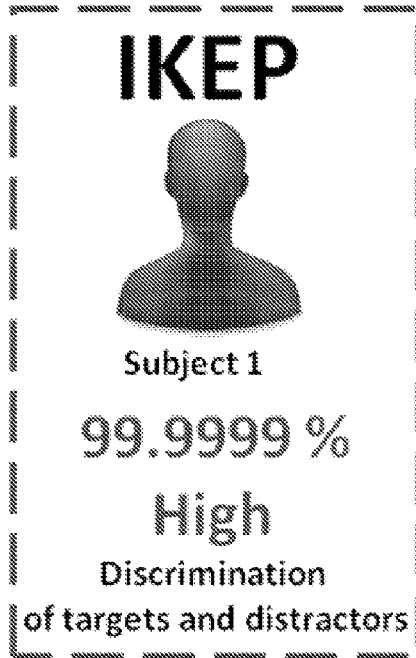 IKEP
Subject 1
99.9999 %
High
Discrimination
of targets and distractors